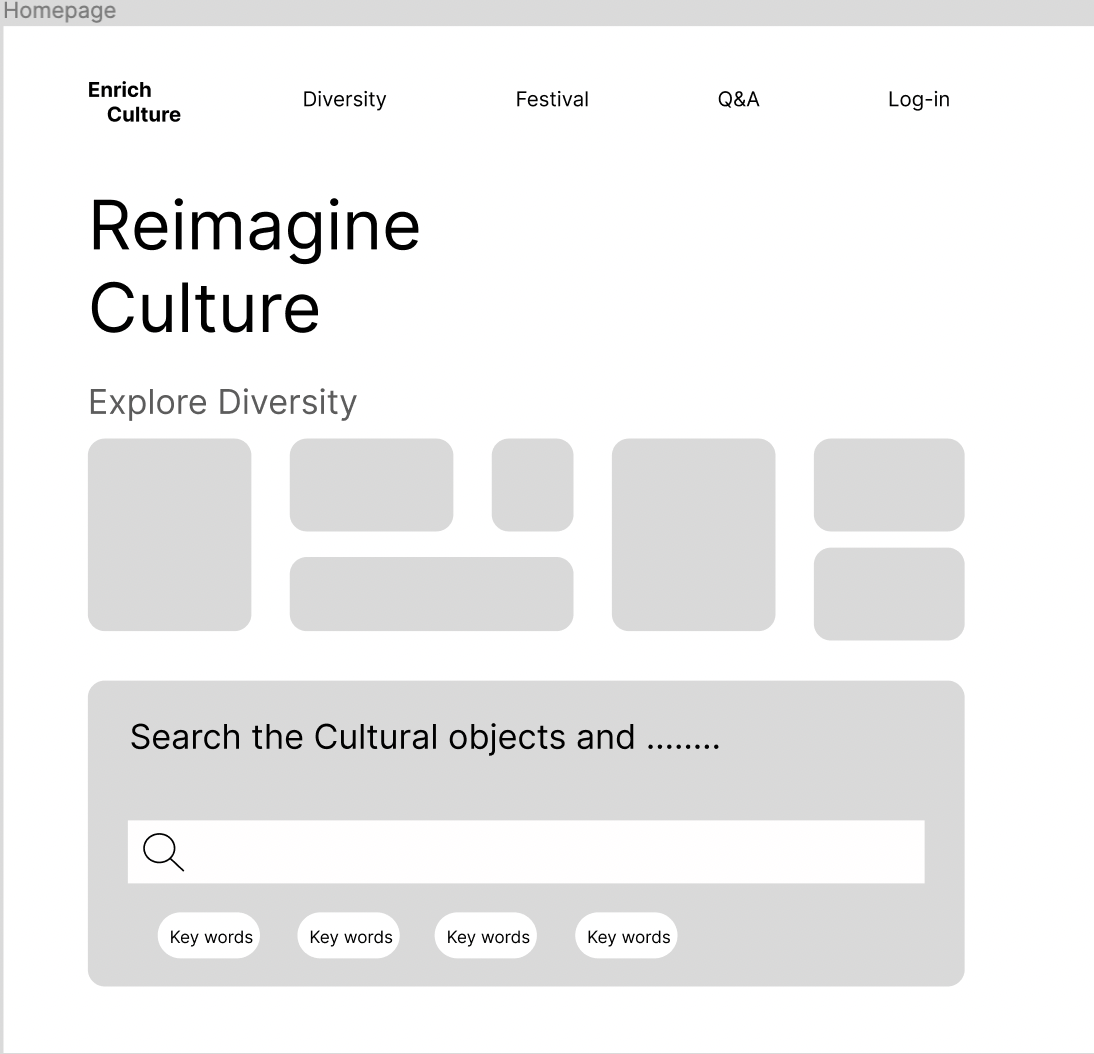 Homepage
Enrich
Culture
Diversity
Festival
Q&A
Log-in
Reimagine
Culture
Explore Diversity
Search the Cultural objects and ........
Key words
Key words
Key words
Key words